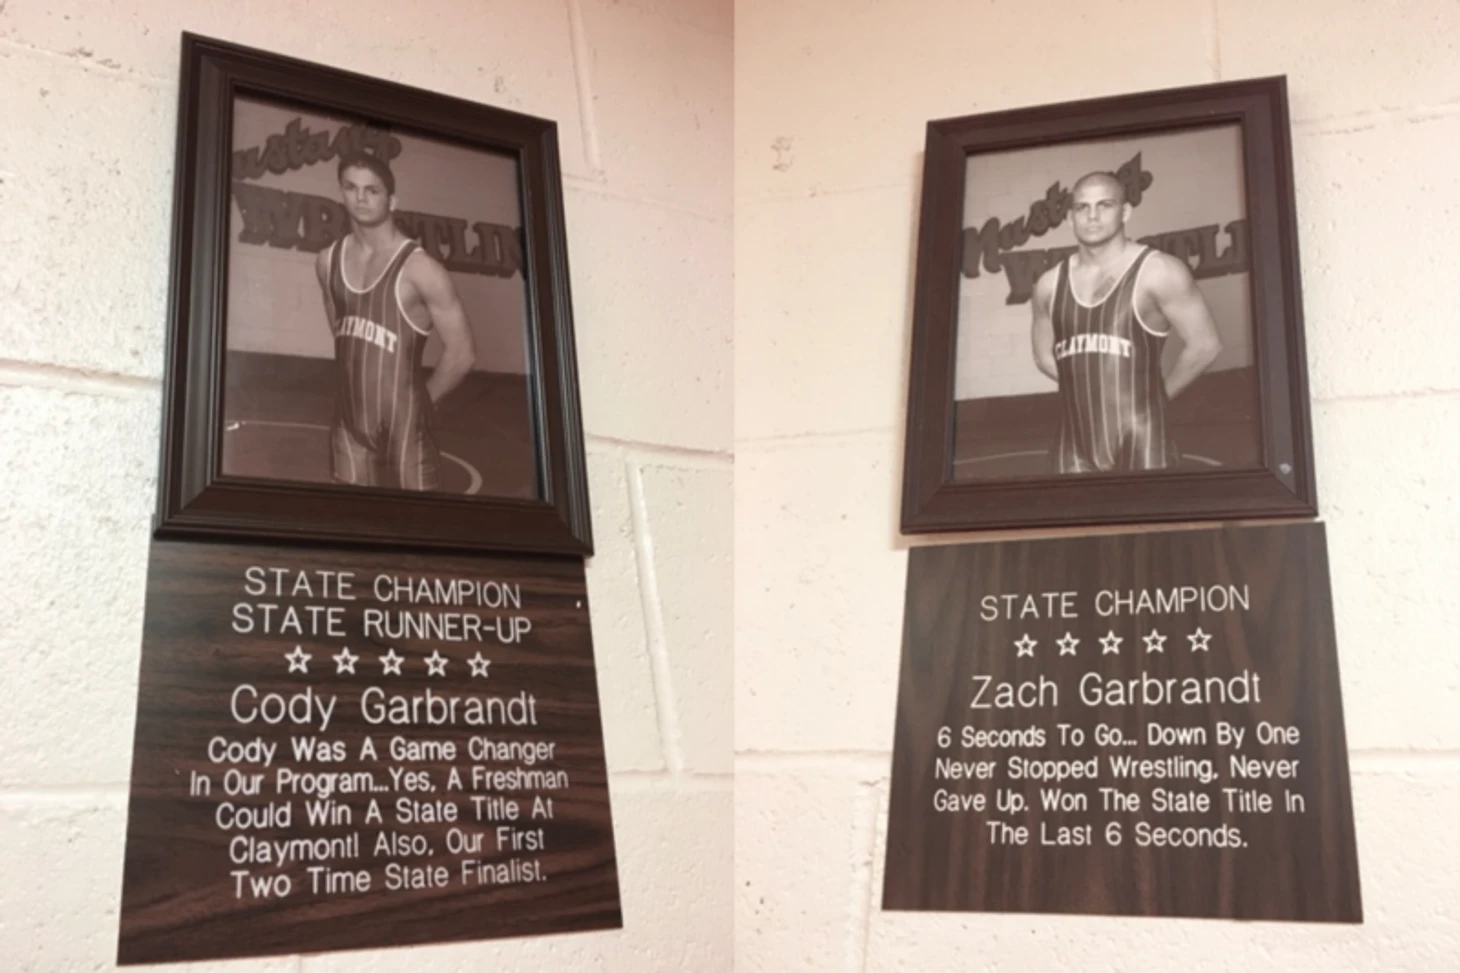 ustang
WRESTLIN
CLAYMONT
STATE CHAMPION
STATE RUNNER-UP
Cody Garbrandt
Cody Was A Game Changer
In Our Program...Yes, A Freshman
Could Win A State Title At
Claymont! Also, Our First
Two Time State Finalist.
Mustang
CLAYMONT
STATE CHAMPION
Zach Garbrandt
6 Seconds To Go... Down By One
Never Stopped Wrestling, Never
Gave Up. Won The State Title In
The Last 6 Seconds.